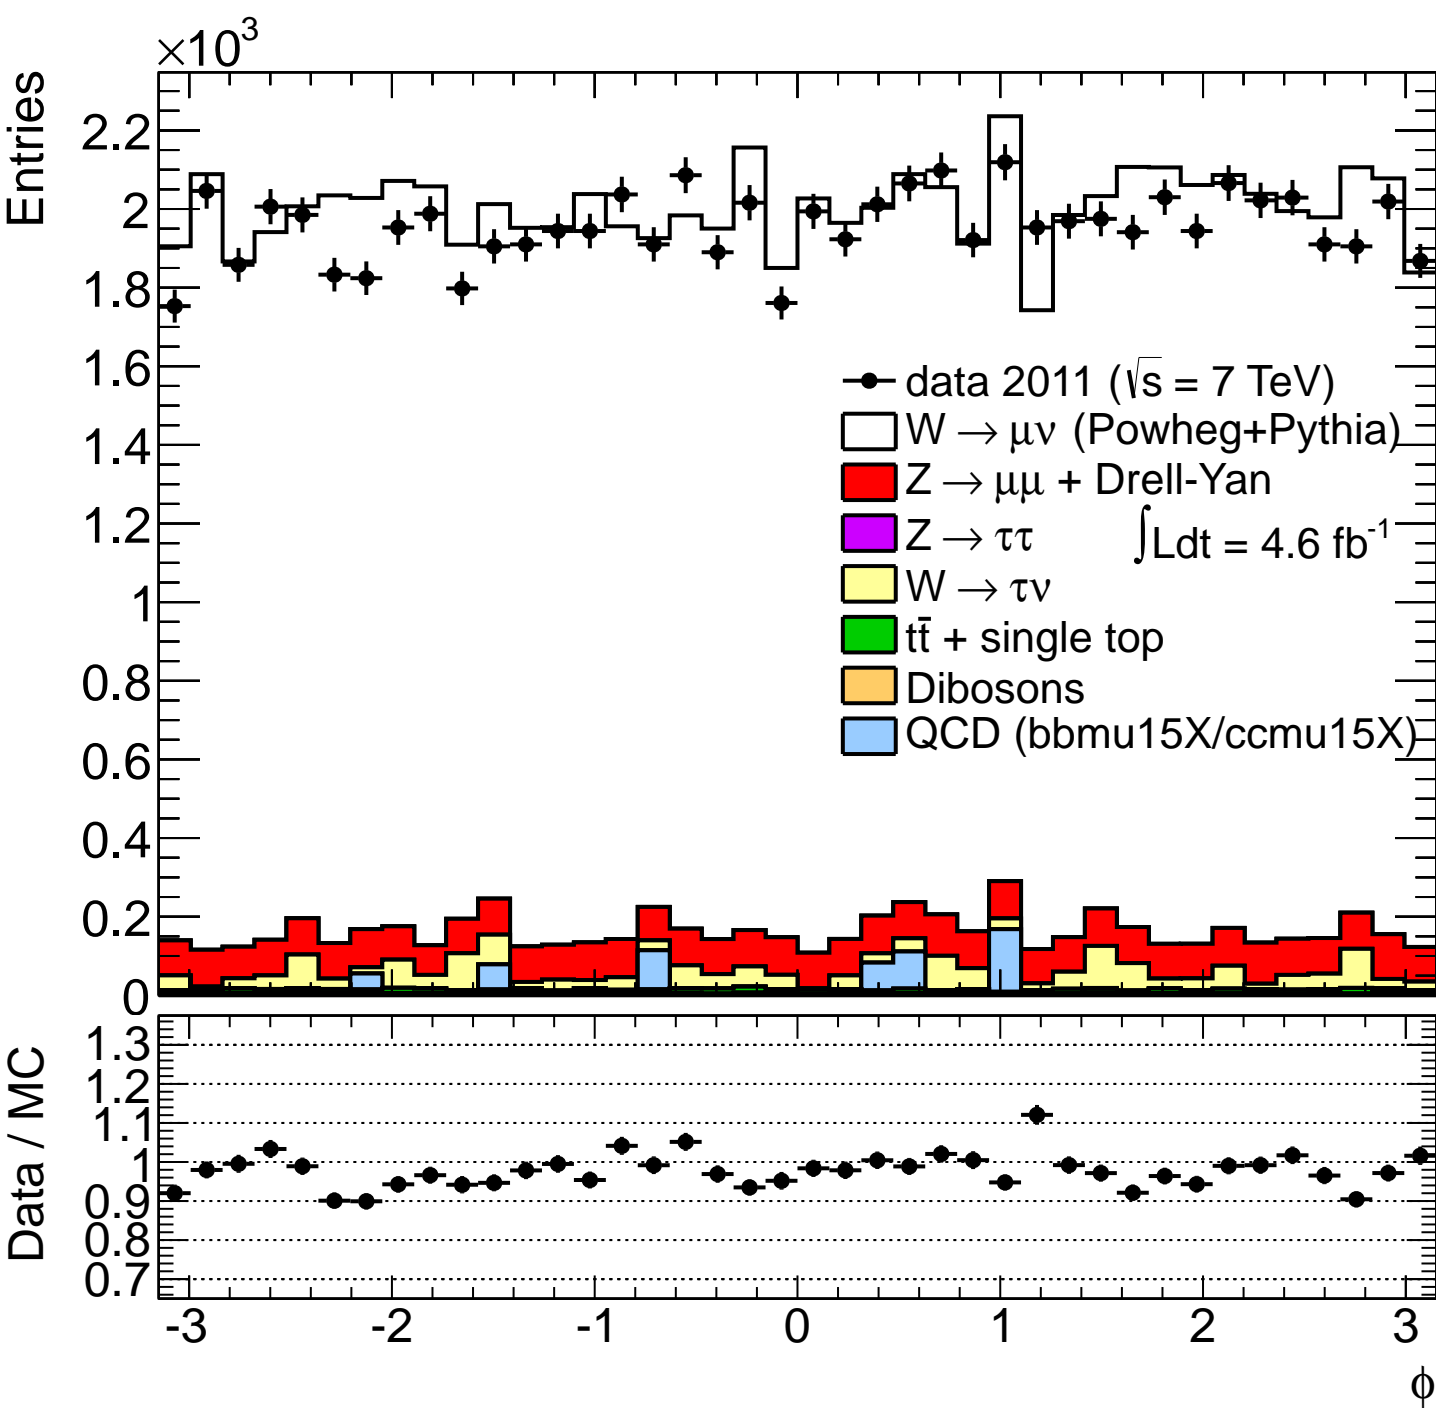 ×10³
Entries
2.2
2
1.8
1.6
1.4
1.2
1
0.8
0.6
0.4
0.2
0
data 2011 (√s = 7 TeV)
W → μν (Powheg+Pythia)
Z → μμ + Drell-Yan
Z → ττ
∫Ldt = 4.6 fb⁻¹
W → τν
tt̄ + single top
Dibosons
QCD (bbmu15X/ccmu15X)
Data / MC
1.3
1.2
1.1
1
0.9
0.8
0.7
-3 -2 -1 0 1 2 3
ϕ